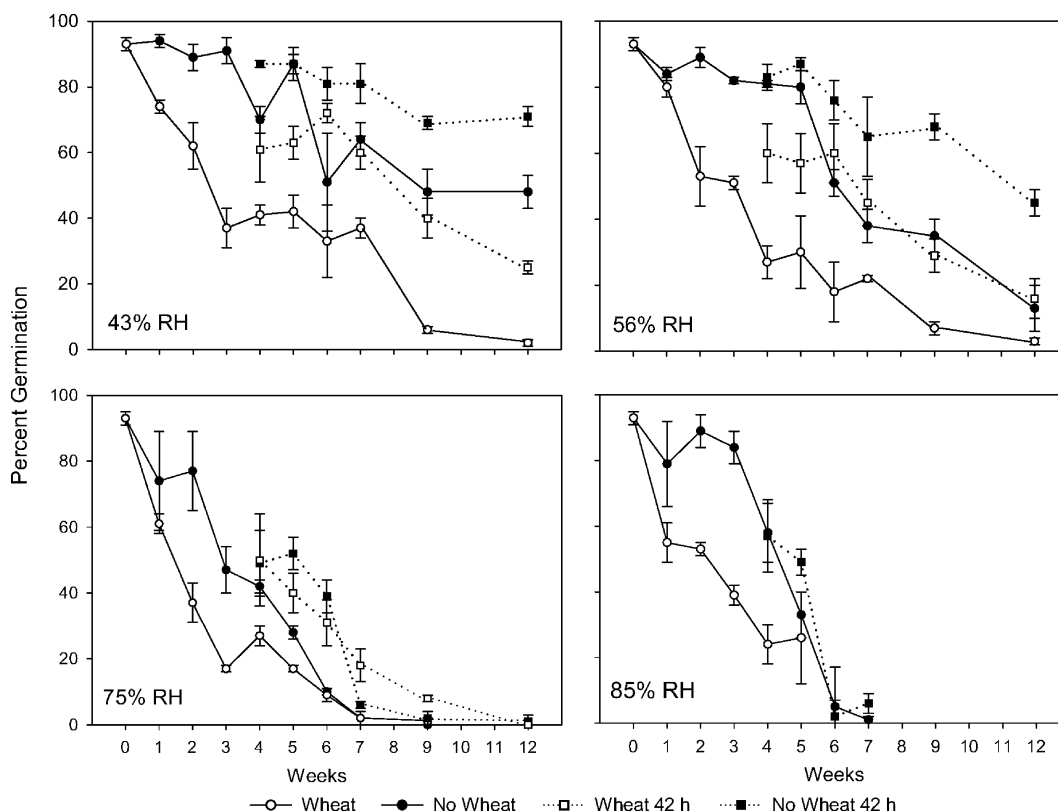 100
80
60
40
20
0
43% RH
56% RH
Percent Germination
100
80
60
40
20
0
75% RH
85% RH
0 1 2 3 4 5 6 7 8 9 10 11 12
0 1 2 3 4 5 6 7 8 9 10 11 12
Weeks
Weeks
Wheat No Wheat Wheat 42 h No Wheat 42 h